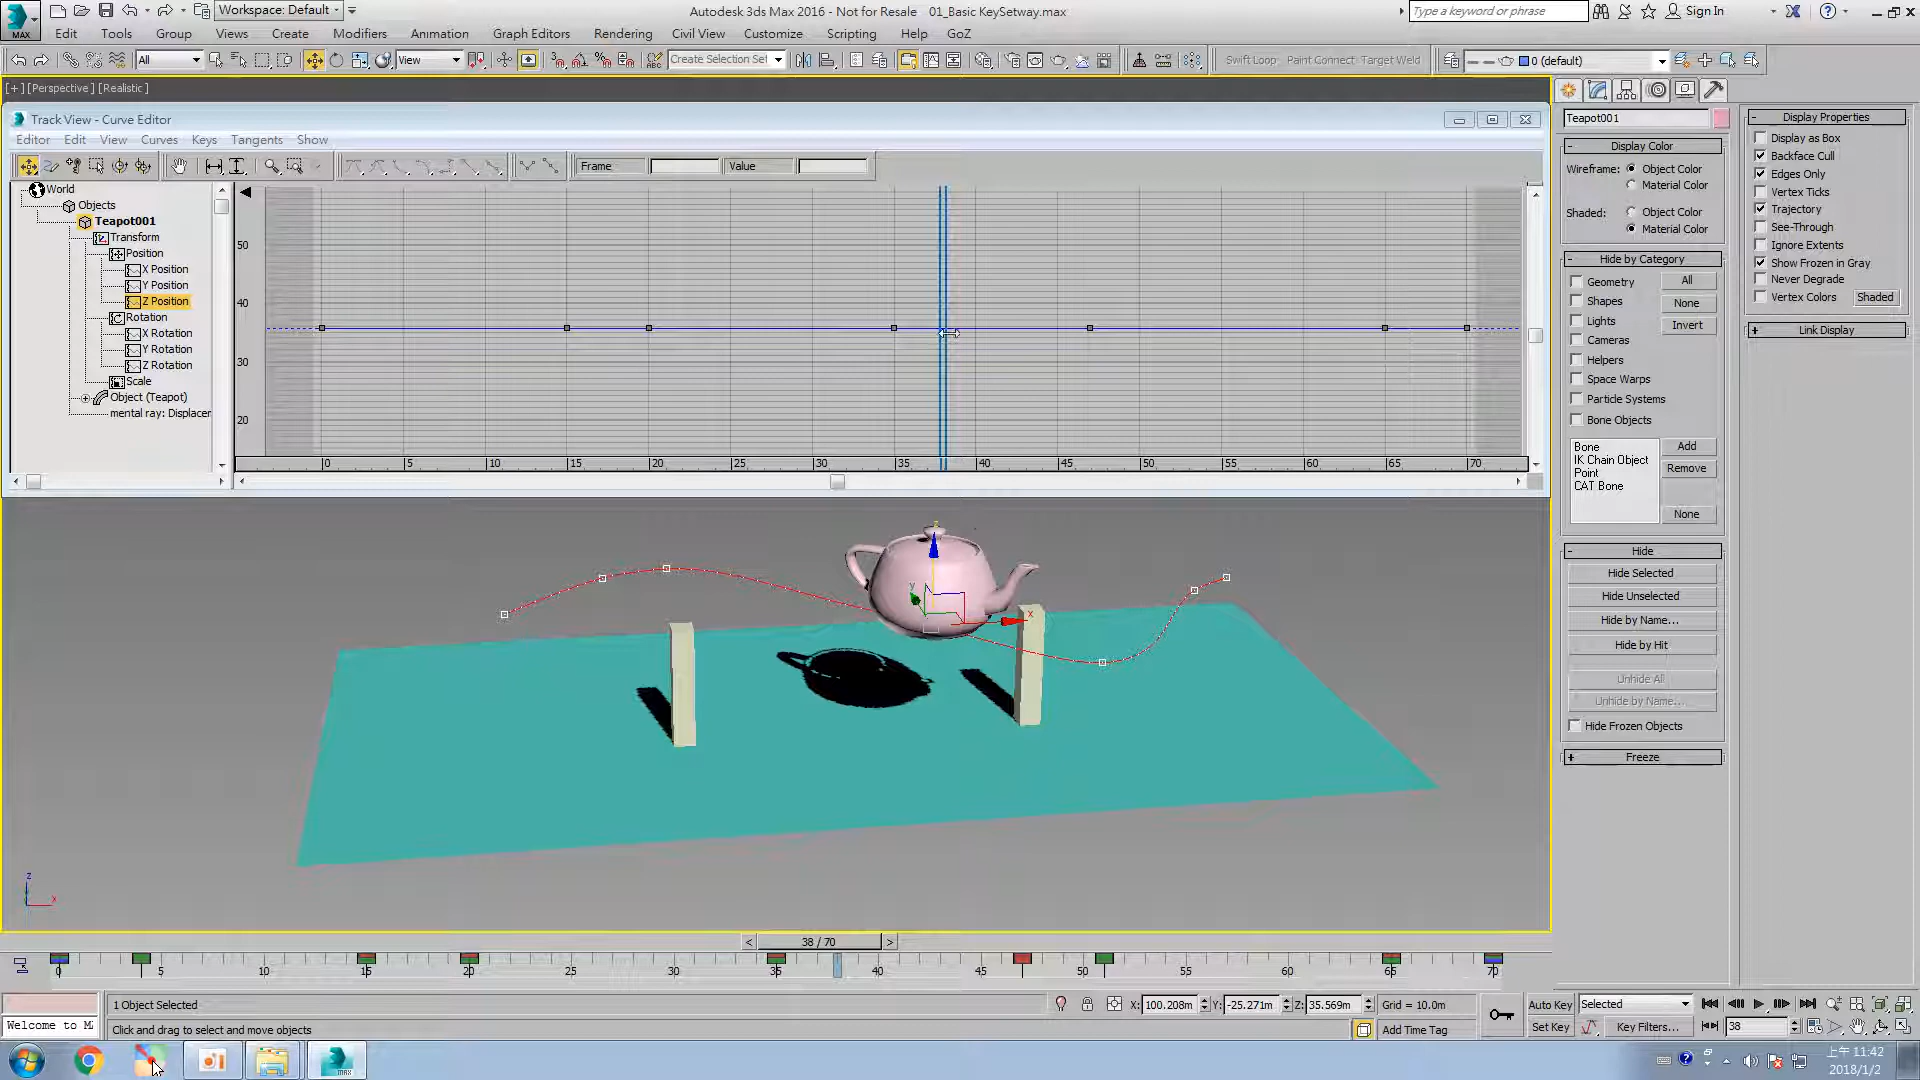 Workspace: Default
Autodesk 3ds Max 2016 - Not for Resale 01_Basic KeySetway.max
Type a keyword or phrase
Sign In
MAX
Edit Tools Group Views Create Modifiers Animation Graph Editors Rendering Civil View Customize Scripting Help GoZ
All
View
Create Selection Set
Swift Loop Paint Connect Target Weld
0 (default)
[+] [Perspective] [Realistic]
Track View - Curve Editor
Editor Edit View Curves Keys Tangents Show
Frame
Value
World
Objects
Teapot001
Transform
Position
X Position
Y Position
Z Position
Rotation
X Rotation
Y Rotation
Z Rotation
Scale
Object (Teapot)
mental ray: Displacer
50
40
30
20
0 5 10 15 20 25 30 35 40 45 50 55 60 65 70
Teapot001
Display Color
Wireframe: Object Color
Material Color
Shaded: Object Color
Material Color
Hide by Category
Geometry
Shapes
Lights
Cameras
Helpers
Space Warps
Particle Systems
Bone Objects
All
None
Invert
Bone
IK Chain Object
Point
CAT Bone
Add
Remove
None
Hide
Hide Selected
Hide Unselected
Hide by Name...
Hide by Hit
Unhide All
Unhide by Name...
Hide Frozen Objects
Freeze
Display Properties
Display as Box
Backface Cull
Edges Only
Vertex Ticks
Trajectory
See-Through
Ignore Extents
Show Frozen in Gray
Never Degrade
Vertex Colors Shaded
Link Display
y
x
z
x
< 38 / 70 >
0 5 10 15 20 25 30 35 40 45 50 55 60 65 70
1 Object Selected
X: 100.208m Y: -25.271m Z: 35.569m Grid = 10.0m
Auto Key Selected
Welcome to M
Click and drag to select and move objects
Add Time Tag
Set Key Key Filters... 38
MAX
上午 11:42
2018/1/2